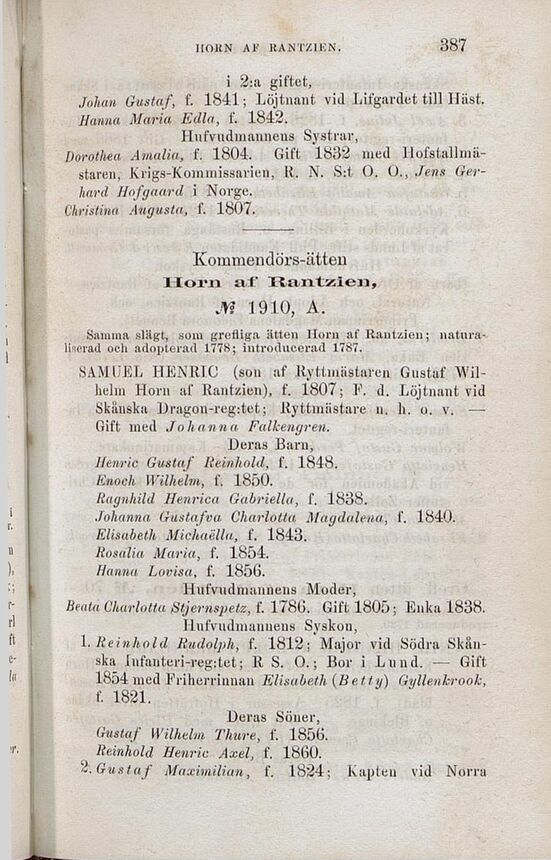 HORN AF RANTZIEN. 387
i 2:a giftet,
Johan Gustaf, f. 1841; Löjtnant vid Lifgardet till Häst.
Hanna Maria Edla, f. 1842.
Hufvudmannens Systrar,
Dorothea Amalia, f. 1804. Gift 1832 med Hofstallmä-
staren, Krigs-Kommissarien, R. N. S:t O. O., Jens Ger-
hard Hofgaard i Norge.
Christina Augusta, f. 1807.
Kommendörs-ätten
Horn af Rantzien,
№ 1910, A.
Samma slägt, som grefliga ätten Horn af Rantzien; natura-
liserad och adopterad 1778; introducerad 1787.
SAMUEL HENRIC (son af Ryttmästaren Gustaf Wil-
helm Horn af Rantzien), f. 1807; F. d. Löjtnant vid
Skånska Dragon-reg:tet; Ryttmästare n. h. o. v. —
Gift med Johanna Falkengren.
Deras Barn,
Henric Gustaf Reinhold, f. 1848.
Enoch Wilhelm, f. 1850.
Ragnhild Henrica Gabriella, f. 1838.
Johanna Gustafva Charlotta Magdalena, f. 1840.
Elisabeth Michaëlla, f. 1843.
Rosalia Maria, f. 1854.
Hanna Lovisa, f. 1856.
Hufvudmannens Moder,
Beata Charlotta Stjernspetz, f. 1786. Gift 1805; Enka 1838.
Hufvudmannens Syskon,
1. Reinhold Rudolph, f. 1812; Major vid Södra Skån-
ska Infanteri-reg:tet; R S. O.; Bor i Lund. — Gift
1854 med Friherrinnan Elisabeth (Betty) Gyllenkrook,
f. 1821.
Deras Söner,
Gustaf Wilhelm Thure, f. 1856.
Reinhold Henric Axel, f. 1860.
2. Gustaf Maximilian, f. 1824; Kapten vid Norra